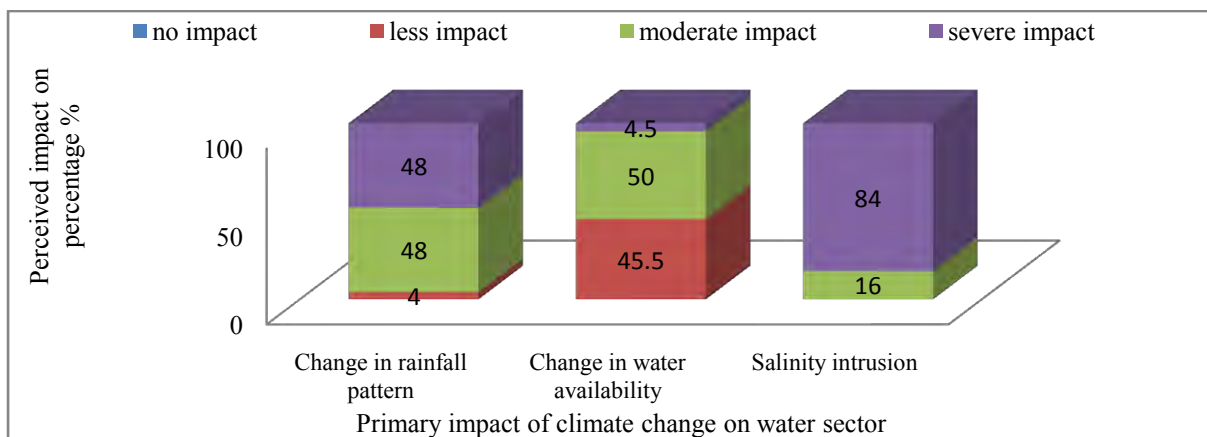 no impact less impact moderate impact severe impact
Perceived impact on
percentage %
100
50
0
48
48
4
4.5
50
45.5
84
16
Change in rainfall
pattern
Change in water
availability
Salinity intrusion
Primary impact of climate change on water sector